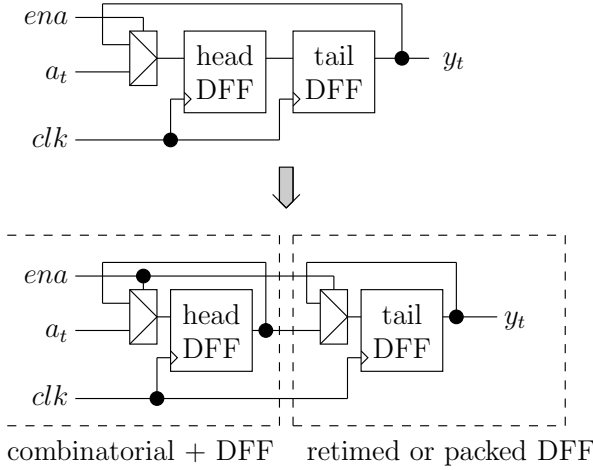 ena
head tail
a_t DFF DFF y_t
clk
ena
head tail
a_t DFF DFF y_t
clk
combinatorial + DFF retimed or packed DFF